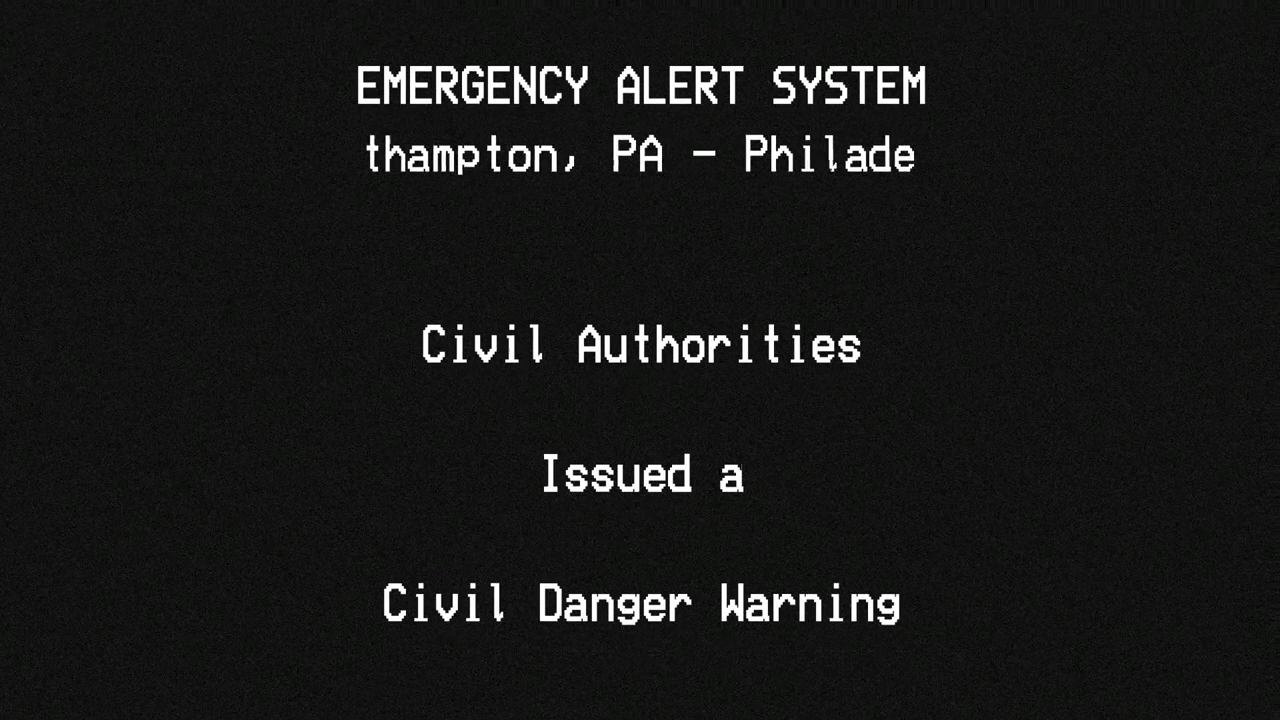 EMERGENCY ALERT SYSTEM
thampton, PA - Philade
Civil Authorities
Issued a
Civil Danger Warning